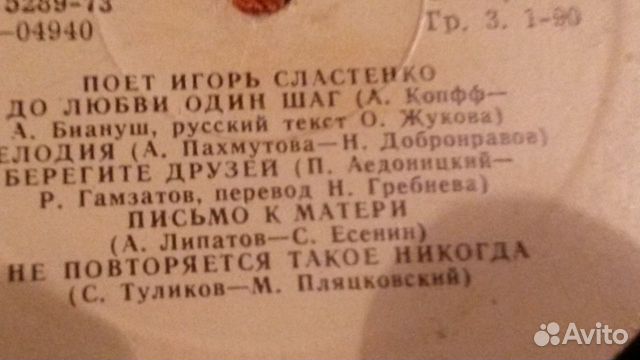 5289-73
-04940
Гр. 3. 1-90
ПОЕТ ИГОРЬ СЛАСТЕНКО
ДО ЛЮБВИ ОДИН ШАГ (А. Копфф—
А. Биануш, русский текст О. Жукова)
ЕЛОДИЯ (А. Пахмутова—Н. Добронравов)
БЕРЕГИТЕ ДРУЗЕЙ (П. Аедоницкий—
Р. Гамзатов, перевод Н. Гребнева)
ПИСЬМО К МАТЕРИ
(А. Липатов—С. Есенин)
НЕ ПОВТОРЯЕТСЯ ТАКОЕ НИКОГДА
(С. Туликов—М. Пляцковский)
Avito